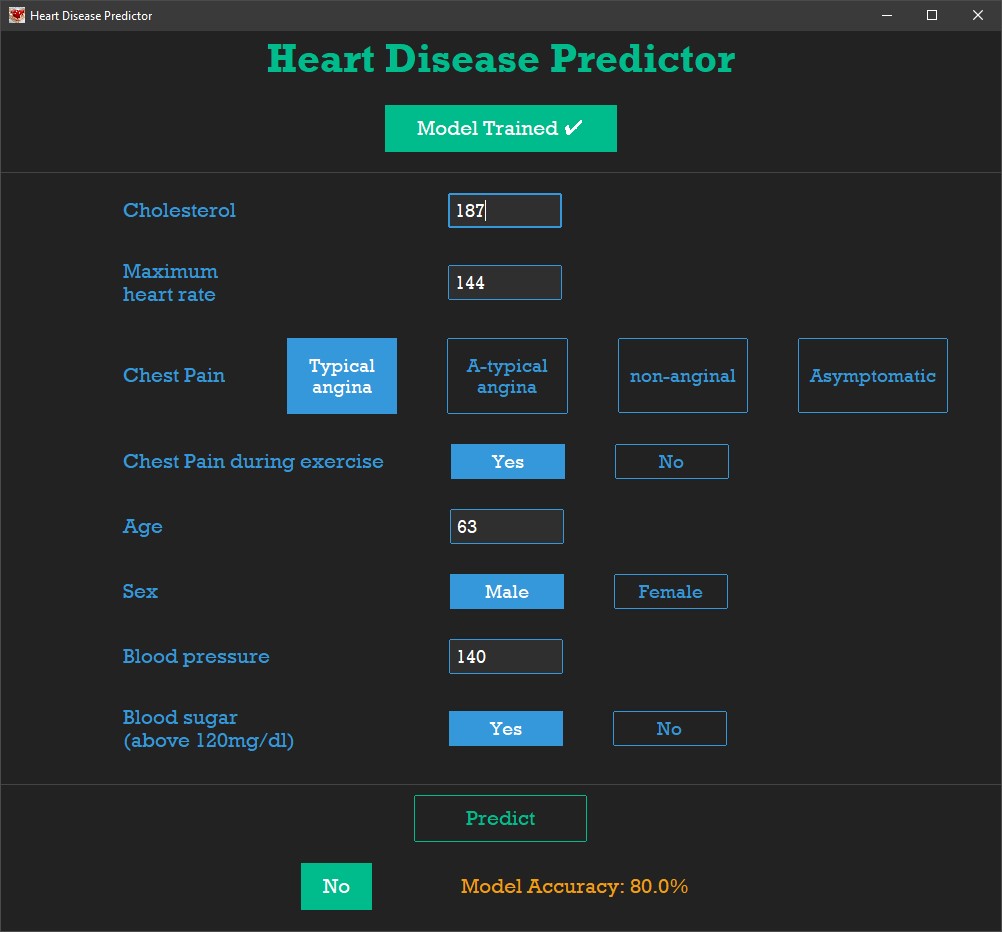 Heart Disease Predictor
Heart Disease Predictor
Model Trained ✔
Cholesterol 187
Maximum
heart rate 144
Chest Pain
Typical
angina
A-typical
angina
non-anginal
Asymptomatic
Chest Pain during exercise Yes No
Age 63
Sex Male Female
Blood pressure 140
Blood sugar
(above 120mg/dl) Yes No
Predict
No Model Accuracy: 80.0%